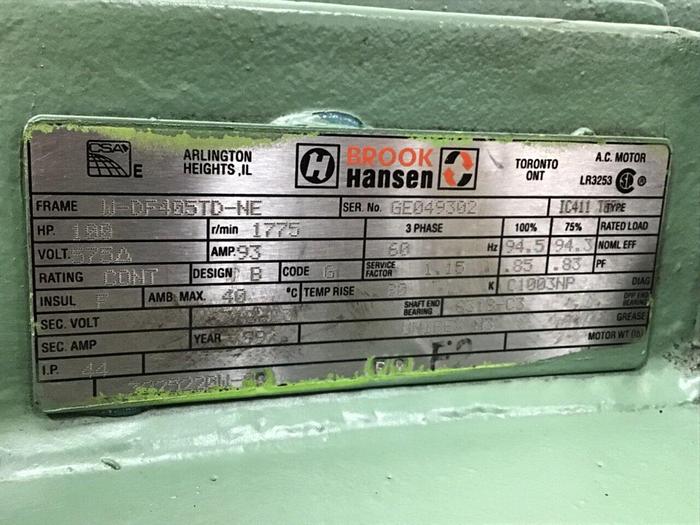 CSA E ARLINGTON HEIGHTS, IL H BROOK Hansen TORONTO ONT A.C. MOTOR LR3253 ®
FRAME W-DF405TD-NE SER. No. GE049302 IC411 TYPE
HP. 100 r/min 1775 3 PHASE 100% 75% RATED LOAD
VOLT. 575Δ AMP. 93 60 Hz 94.5 94.3 NOML EFF
RATING CONT DESIGN B CODE G SERVICE FACTOR 1.15 .85 .83 PF
INSUL F AMB. MAX. 40 °C TEMP RISE K C1003NP DIAG
SEC. VOLT SHAFT END BEARING OPP END BEARING
SEC. AMP YEAR GREASE
I.P. 44 MOTOR WT (lb)